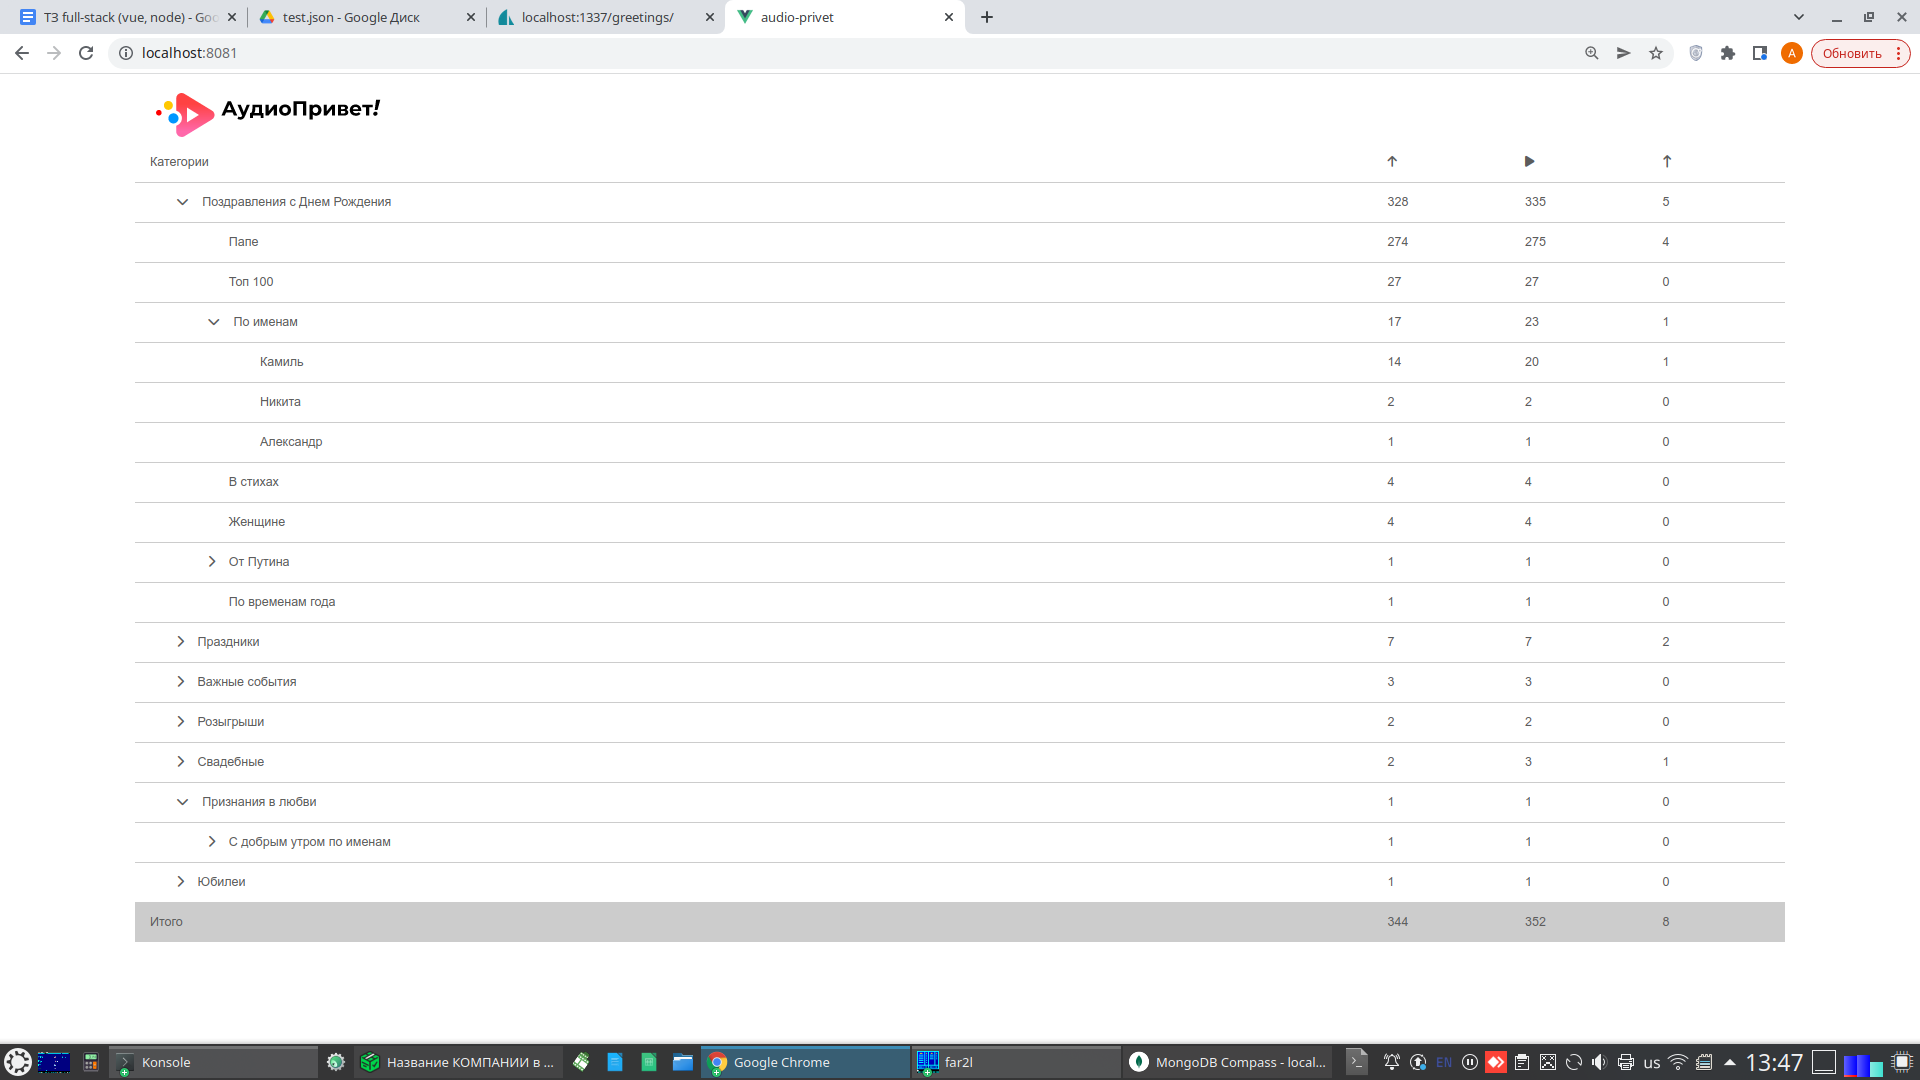 ТЗ full-stack (vue, node) - Goo
test.json - Google Диск
localhost:1337/greetings/
audio-privet
localhost:8081
A
Обновить
АудиоПривет!
Категории
Поздравления с Днем Рождения 328 335 5
Папе 274 275 4
Топ 100 27 27 0
По именам 17 23 1
Камиль 14 20 1
Никита 2 2 0
Александр 1 1 0
В стихах 4 4 0
Женщине 4 4 0
От Путина 1 1 0
По временам года 1 1 0
Праздники 7 7 2
Важные события 3 3 0
Розыгрыши 2 2 0
Свадебные 2 3 1
Признания в любви 1 1 0
С добрым утром по именам 1 1 0
Юбилеи 1 1 0
Итого 344 352 8
Konsole
Название КОМПАНИИ в ...
Google Chrome
far2l
MongoDB Compass - local...
EN
us
13:47